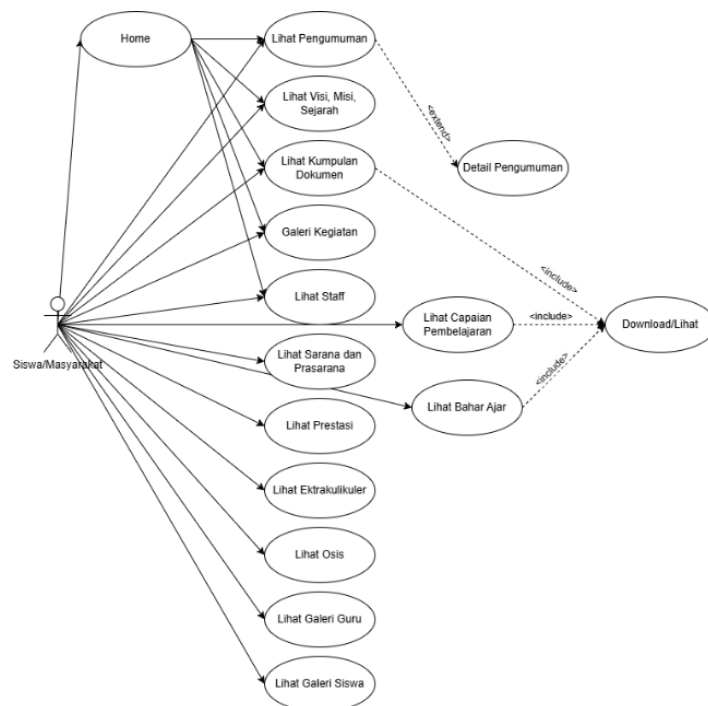 Home
Lihat Pengumuman
Lihat Visi, Misi,
Sejarah
<extend>
Lihat Kumpulan
Dokumen
Detail Pengumuman
Galeri Kegiatan
<include>
Lihat Staff
Lihat Capaian
Pembelajaran
<include>
Download/Lihat
Siswa/Masyarakat
Lihat Sarana dan
Prasarana
<include>
Lihat Bahar Ajar
Lihat Prestasi
Lihat Ektrakulikuler
Lihat Osis
Lihat Galeri Guru
Lihat Galeri Siswa